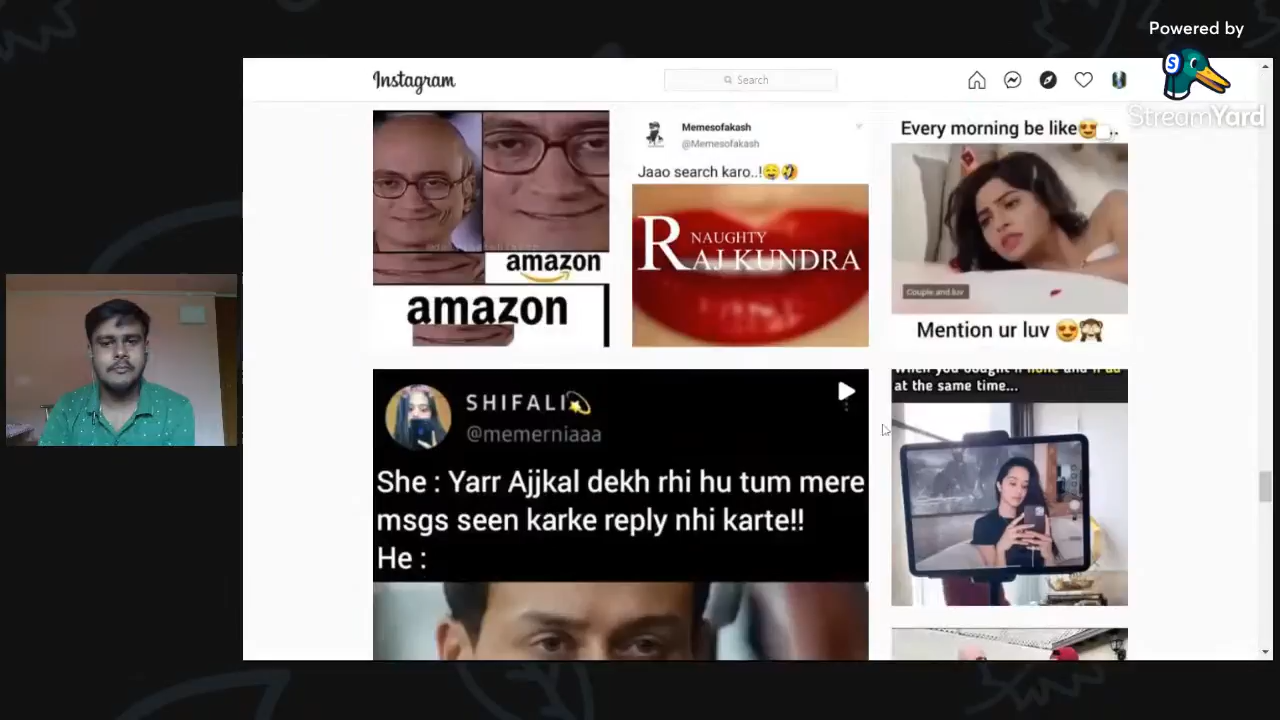 Powered by
StreamYard
Instagram
Search
amazon
amazon
Memesofakash
@Memesofakash
Jaao search karo..!🤤🤣
NAUGHTY
RAJ KUNDRA
Every morning be like😍
Couple and.luv
Mention ur luv 😍🙈
SHIFALI💫
@memerniaaa
She : Yarr Ajjkal dekh rhi hu tum mere
msgs seen karke reply nhi karte!!
He :
at the same time...